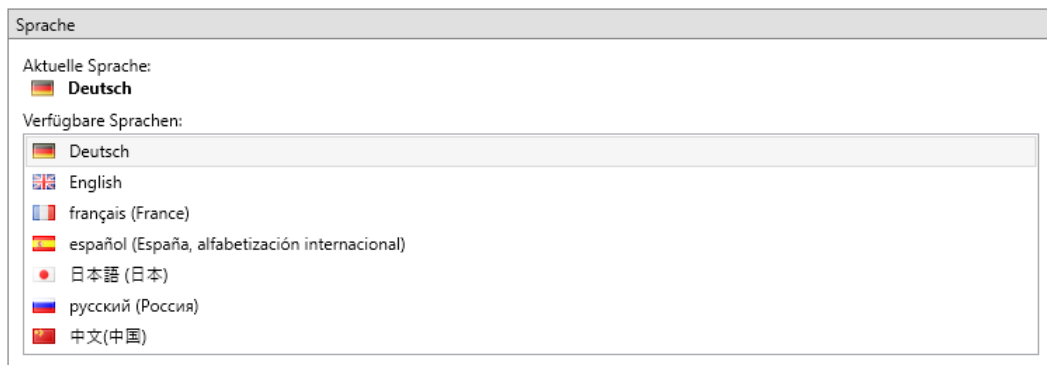 Sprache
Aktuelle Sprache:
Deutsch
Verfügbare Sprachen:
Deutsch
English
français (France)
español (España, alfabetización internacional)
日本語 (日本)
русский (Россия)
中文(中国)